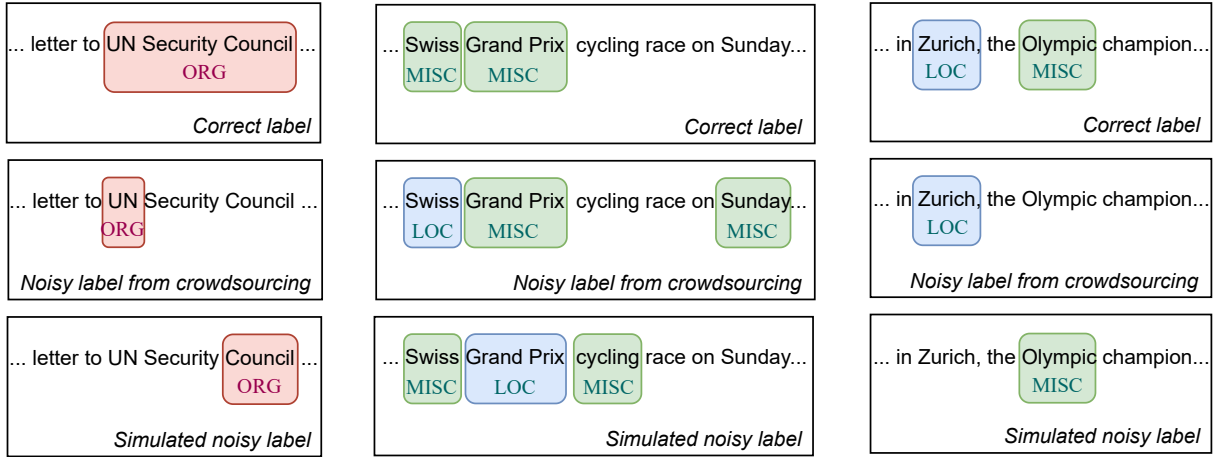 ... letter to UN Security Council ...
ORG
Correct label
... Swiss Grand Prix cycling race on Sunday...
MISC MISC
Correct label
... in Zurich, the Olympic champion...
LOC MISC
Correct label
... letter to UN Security Council ...
ORG
Noisy label from crowdsourcing
... Swiss Grand Prix cycling race on Sunday...
LOC MISC MISC
Noisy label from crowdsourcing
... in Zurich, the Olympic champion...
LOC
Noisy label from crowdsourcing
... letter to UN Security Council ...
ORG
Simulated noisy label
... Swiss Grand Prix cycling race on Sunday...
MISC LOC MISC
Simulated noisy label
... in Zurich, the Olympic champion...
MISC
Simulated noisy label